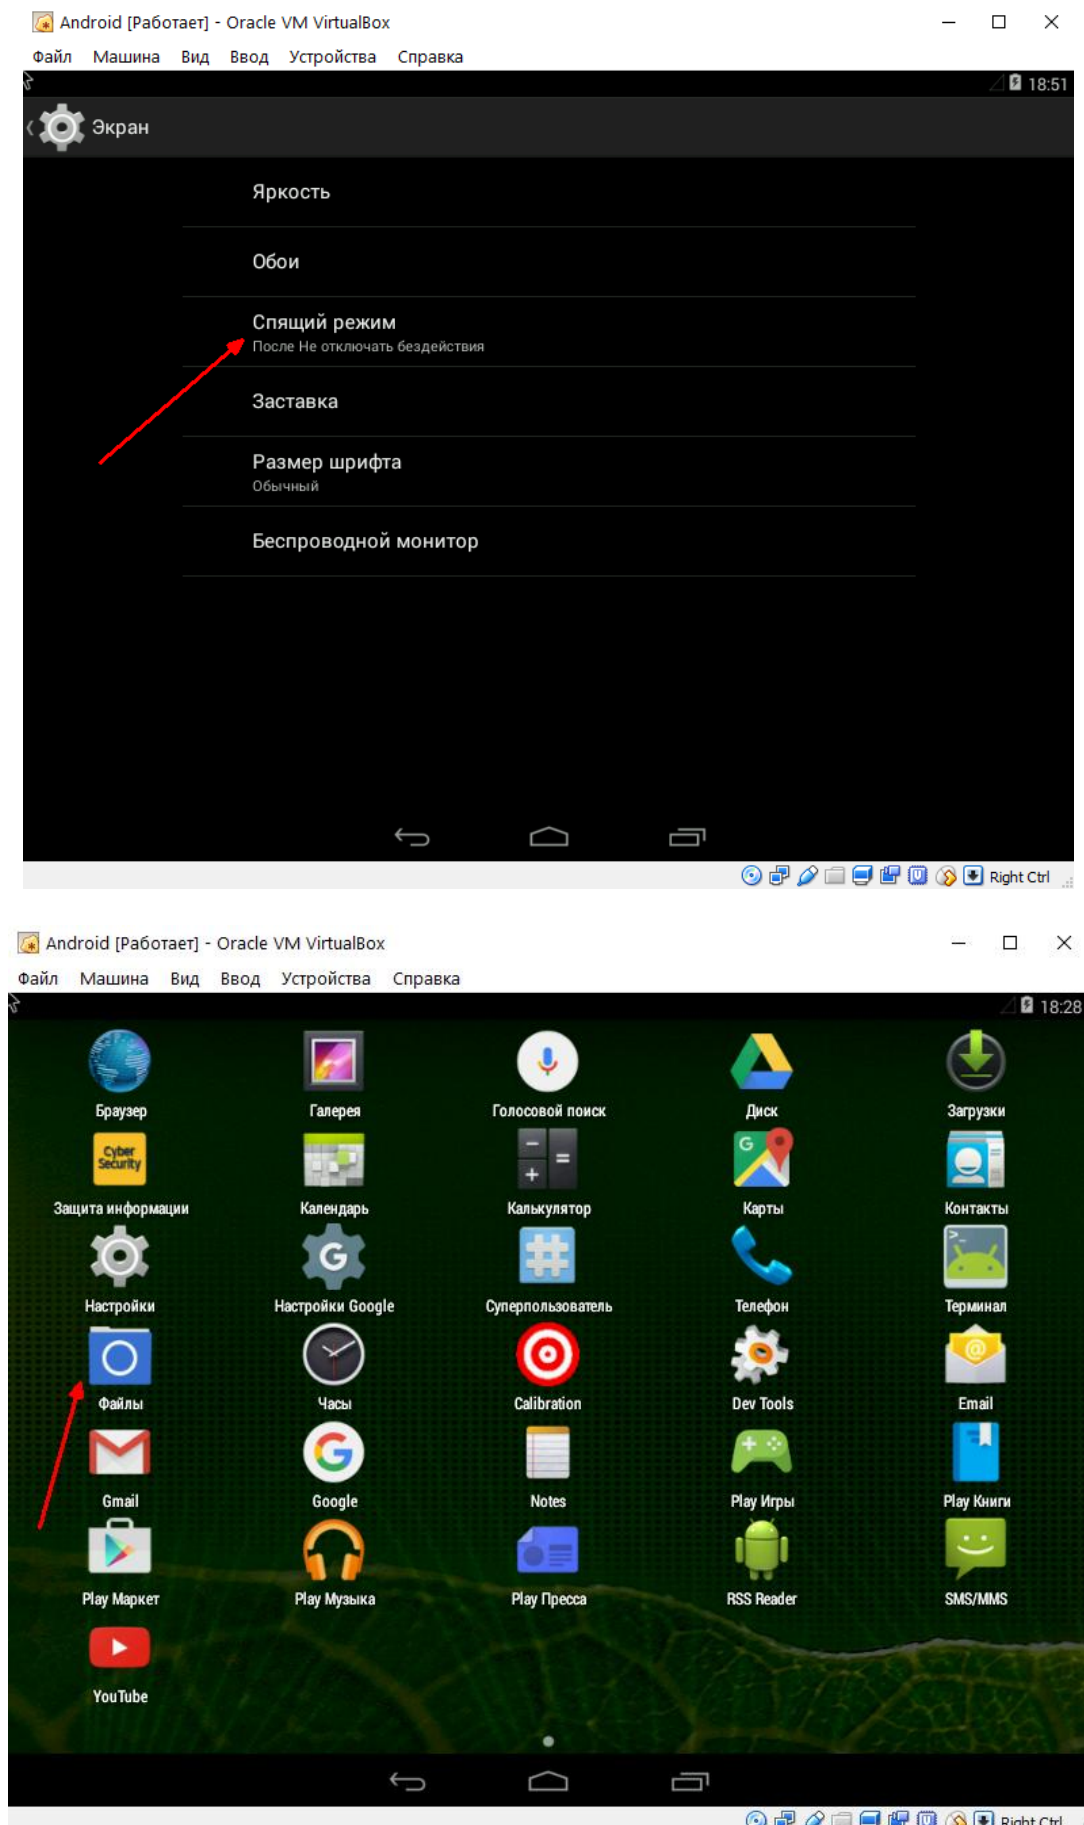 Android [Работает] - Oracle VM VirtualBox
Файл Машина Вид Ввод Устройства Справка
18:51
Экран
Яркость
Обои
Спящий режим
После Не отключать бездействия
Заставка
Размер шрифта
Обычный
Беспроводной монитор
Right Ctrl
Android [Работает] - Oracle VM VirtualBox
Файл Машина Вид Ввод Устройства Справка
18:28
Браузер Галерея Голосовой поиск Диск Загрузки
Cyber
Security
G
Защита информации Календарь Калькулятор Карты Контакты
G
Настройки Настройки Google Суперпользователь Телефон Терминал
Файлы Часы Calibration Dev Tools Email
Gmail Google Notes Play Игры Play Книги
Play Маркет Play Музыка Play Пресса RSS Reader SMS/MMS
YouTube
Right Ctrl